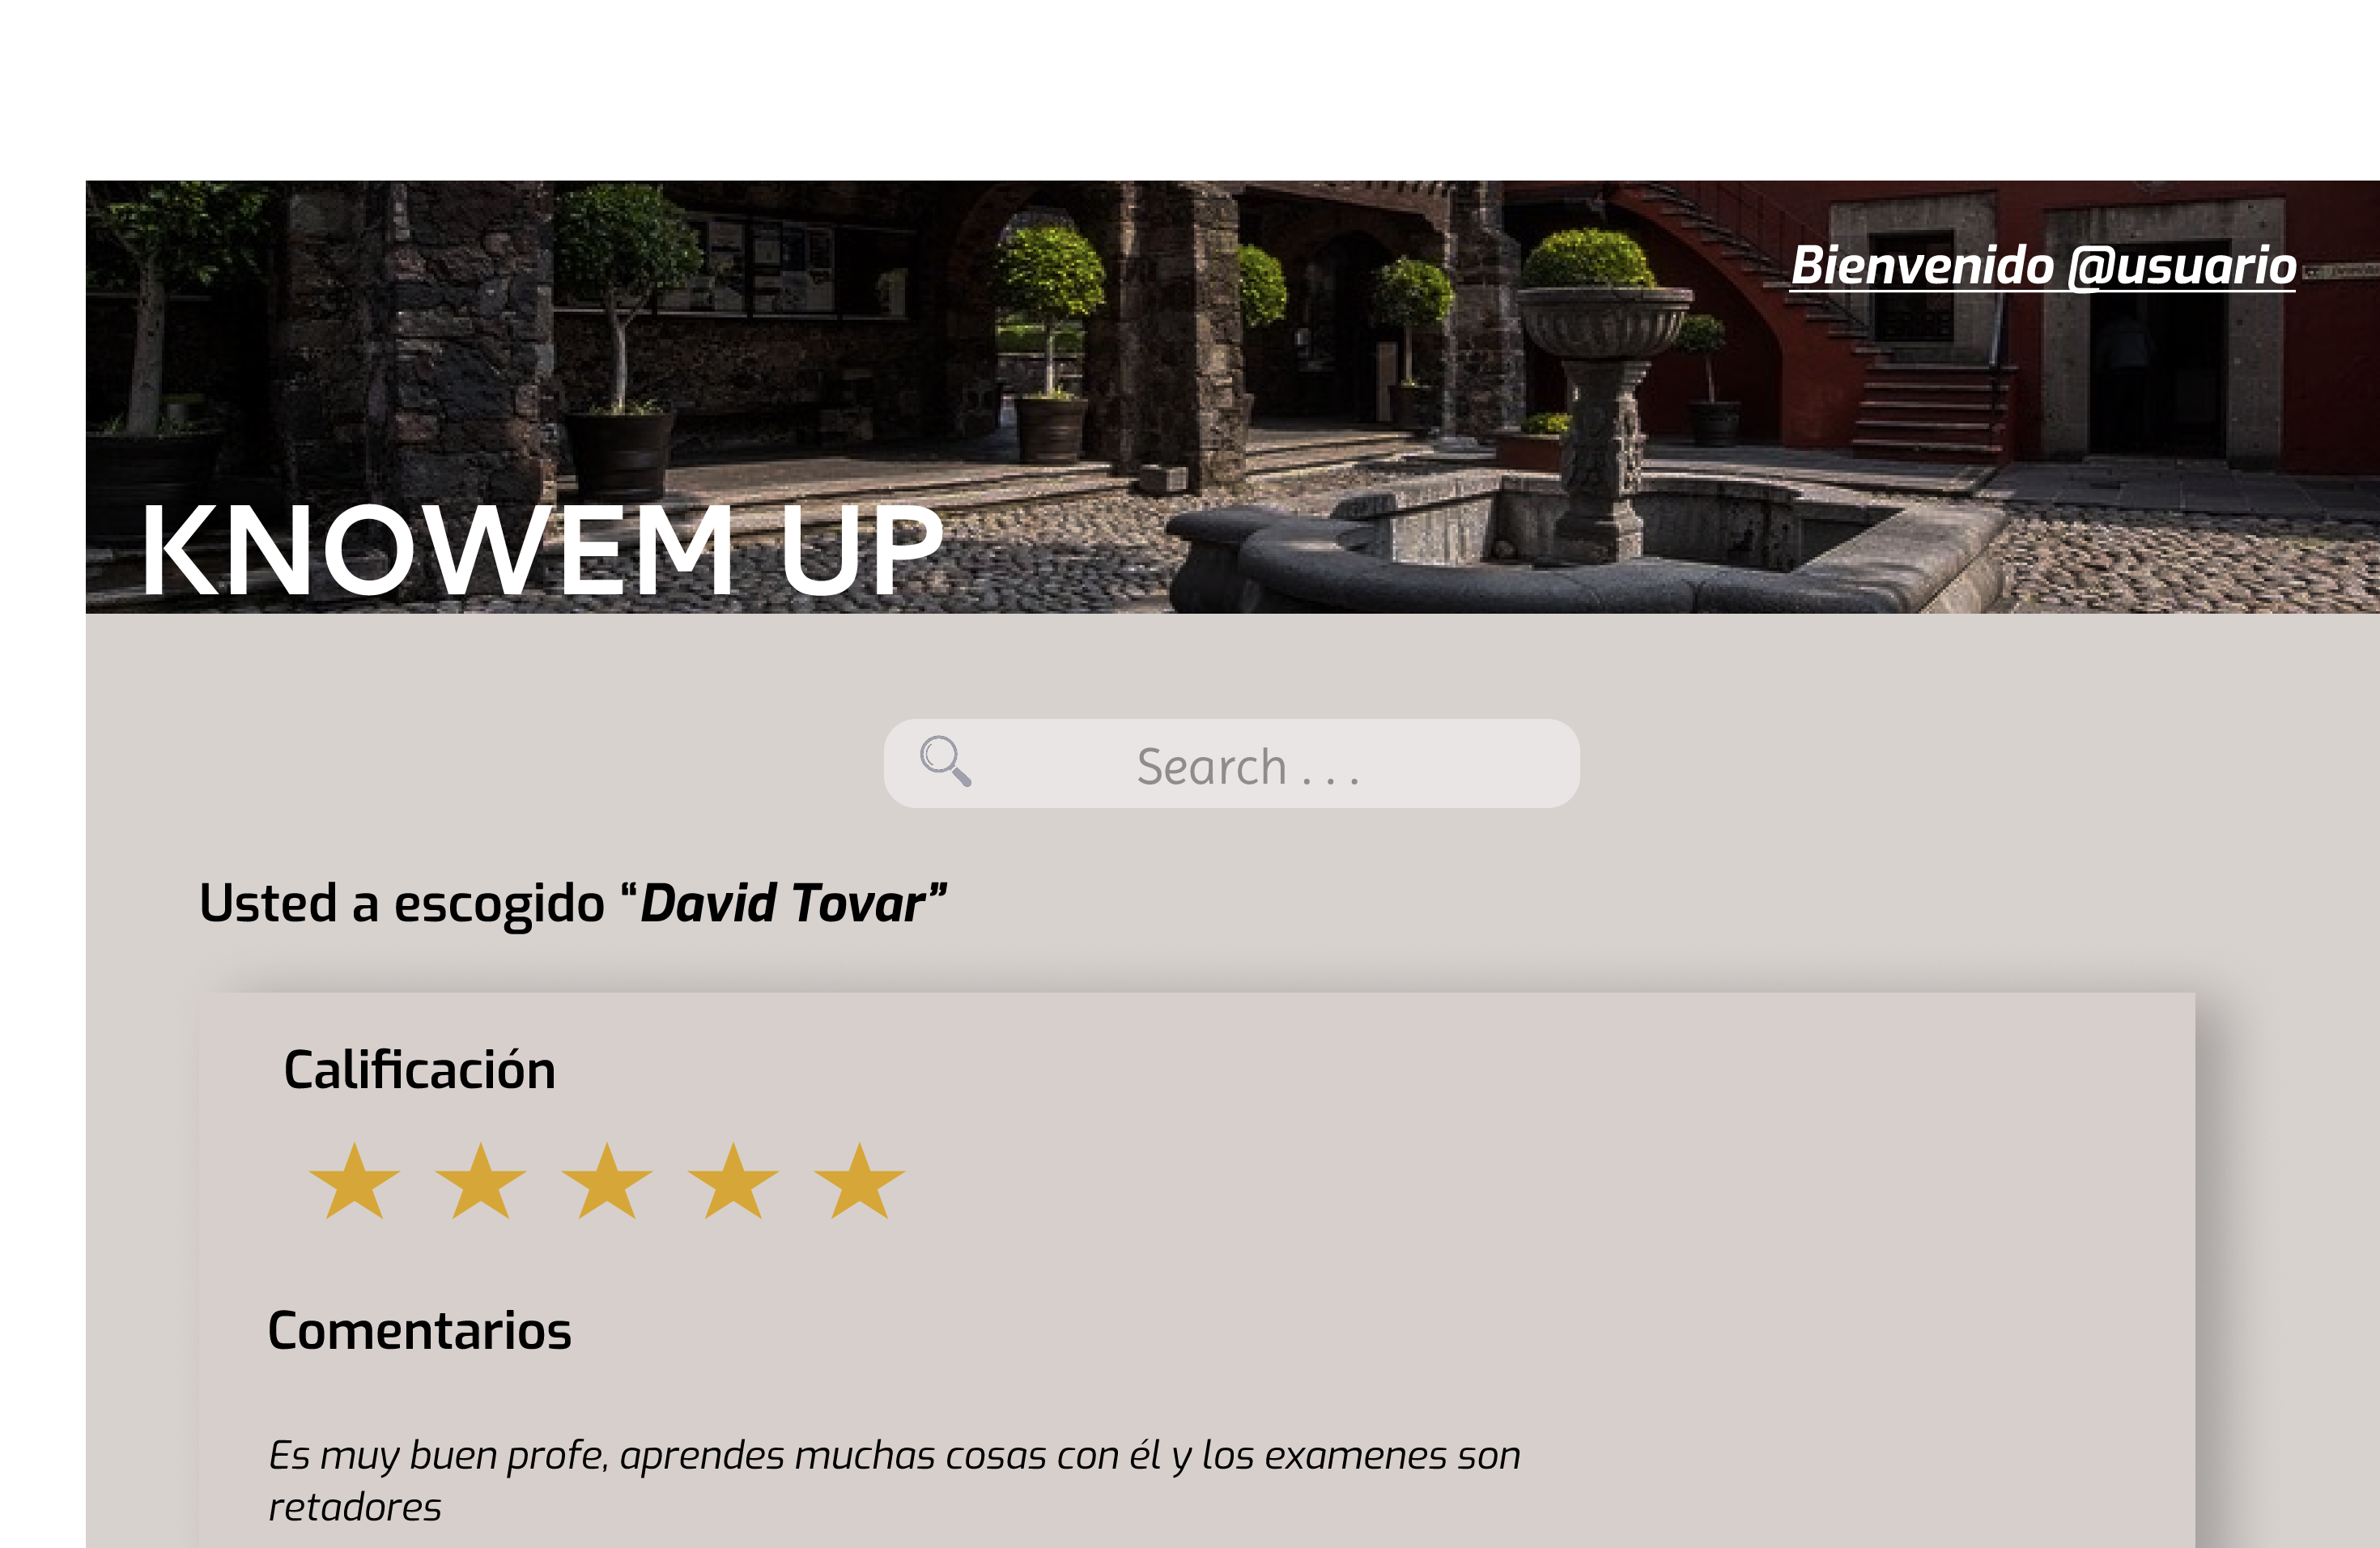 Bienvenido @usuario
KNOWEM UP
Search . . .
Usted a escogido “David Tovar”
Calificación
Comentarios
Es muy buen profe, aprendes muchas cosas con él y los examenes son
retadores